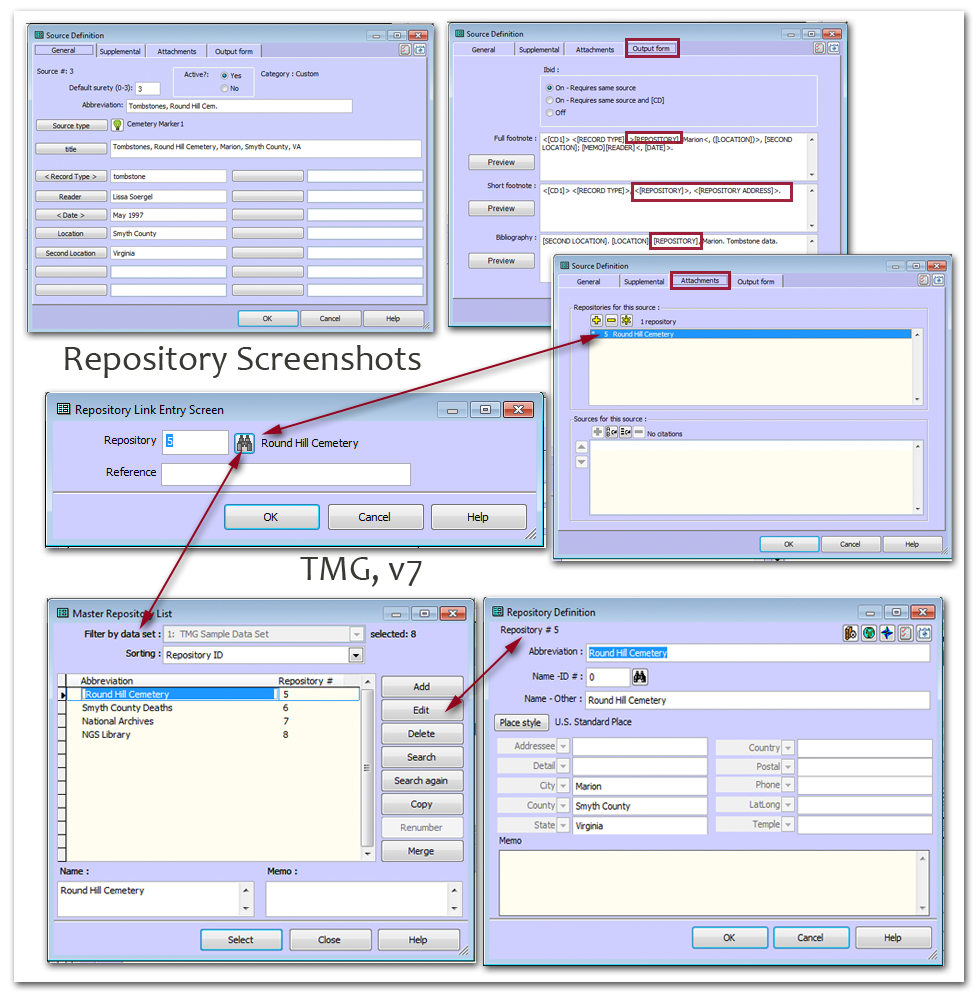 Source Definition
General Supplemental Attachments Output form
Source #: 3
Active?: Yes Category : Custom
No
Default surety (0-3): 3
Abbreviation: Tombstones, Round Hill Cem.
Source type Cemetery Marker1
title Tombstones, Round Hill Cemetery, Marion, Smyth County, VA
< Record Type > tombstone
Reader Lissa Soergel
< Date > May 1997
Location Smyth County
Second Location Virginia
OK Cancel Help
Source Definition
General Supplemental Attachments Output form
Ibid :
On - Requires same source
On - Requires same source and [CD]
Off
Full footnote : <[CD1]> <[RECORD TYPE], >[REPOSITORY], Marion<, ([LOCATION])>, [SECOND
LOCATION]; [MEMO][READER]<, [DATE]>.
Preview
Short footnote : <[CD1]> <[RECORD TYPE]>, <[REPOSITORY]>, <[REPOSITORY ADDRESS]>.
Preview
Bibliography : [SECOND LOCATION]. [LOCATION]. [REPOSITORY], Marion. Tombstone data.
Preview
Source Definition
General Supplemental Attachments Output form
Repositories for this source :
1 repository
5 Round Hill Cemetery
Sources for this source :
No citations
OK Cancel Help
Repository Screenshots
Repository Link Entry Screen
Repository 5 Round Hill Cemetery
Reference
OK Cancel Help
TMG, v7
Master Repository List
Filter by data set : 1: TMG Sample Data Set selected: 8
Sorting : Repository ID
Abbreviation Repository #
Round Hill Cemetery 5
Smyth County Deaths 6
National Archives 7
NGS Library 8
Add
Edit
Delete
Search
Search again
Copy
Renumber
Merge
Name : Memo :
Round Hill Cemetery
Select Close Help
Repository Definition
Repository # 5
Abbreviation : Round Hill Cemetery
Name -ID # : 0
Name - Other : Round Hill Cemetery
Place style U.S. Standard Place
Addressee Country
Detail Postal
City Marion Phone
County Smyth County LatLong
State Virginia Temple
Memo
OK Cancel Help